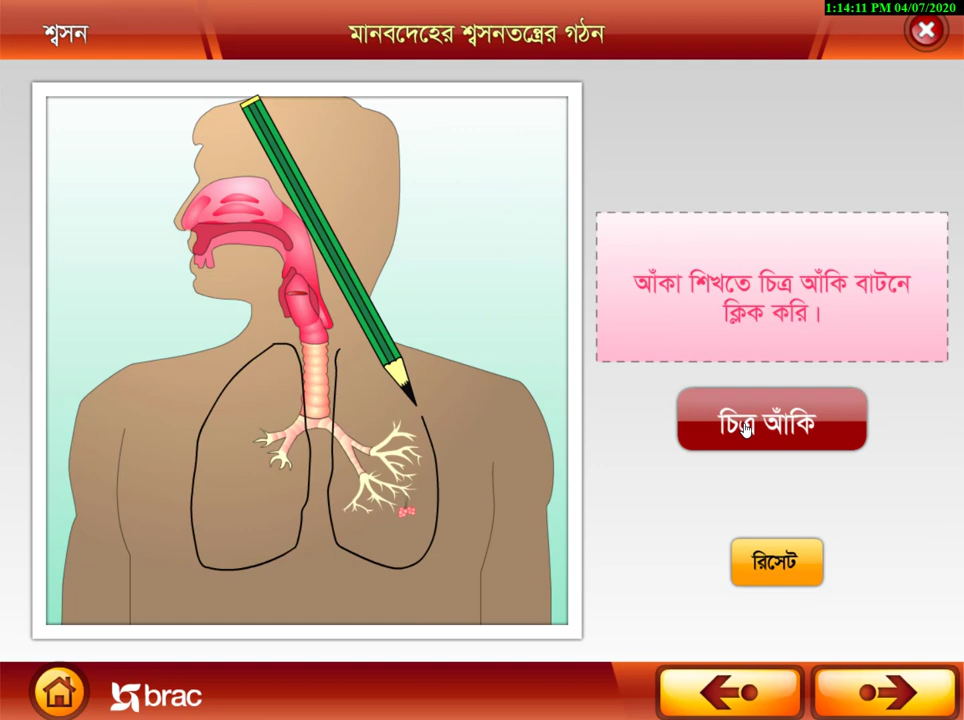 1:14:11 PM 04/07/2020
শ্বসন
মানবদেহের শ্বসনতন্ত্রের গঠন
আঁকা শিখতে চিত্র আঁকি বাটনে
ক্লিক করি।
চিত্র আঁকি
রিসেট
brac